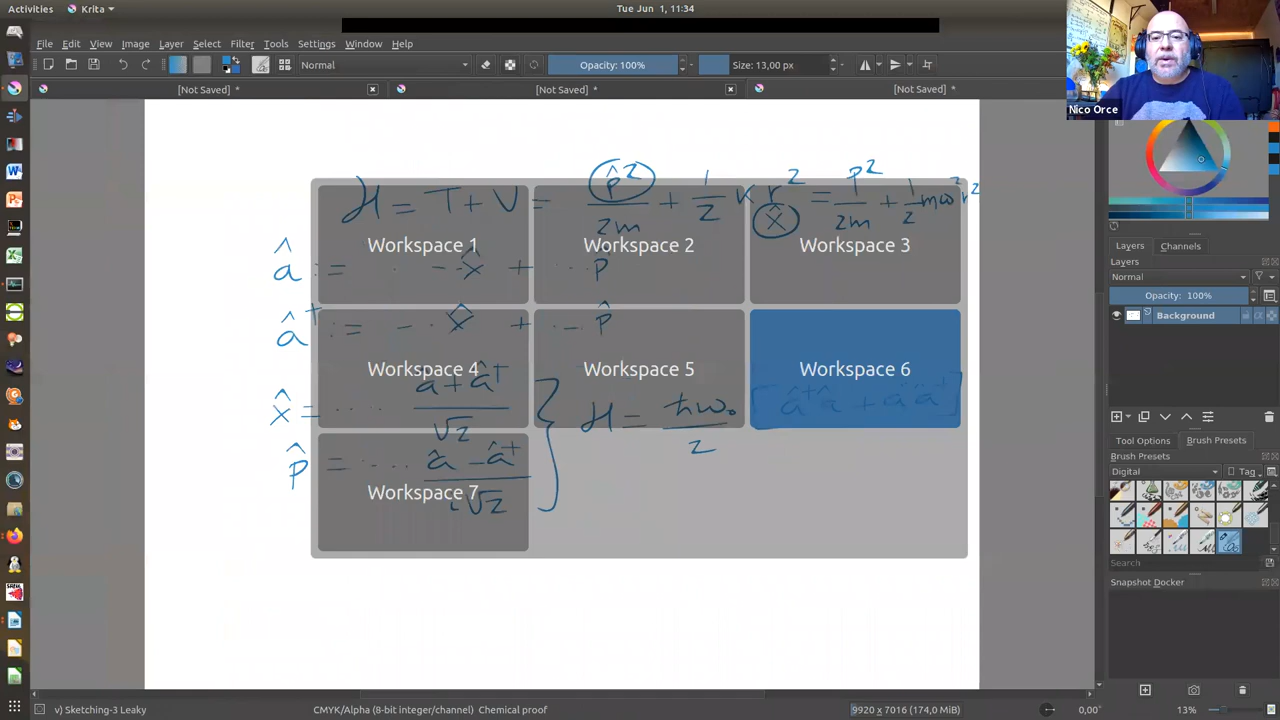 Activities Krita Tue Jun 1, 11:34
File Edit View Image Layer Select Filter Tools Settings Window Help
Normal Opacity: 100% Size: 13,00 px
[Not Saved] * [Not Saved] * [Not Saved] *
Nico Orce
H = T + V = p̂²/2m + 1/2 K r² = p²/2m + 1/2 mω²r²
x̂
Workspace 1 Workspace 2 Workspace 3
â := ... x̂ + ... p̂
â† := ... x̂ + ... p̂
Workspace 4 Workspace 5 Workspace 6
x̂ = .... a + â†/√2 } H = ħω₀/2 [â†â + ââ†]
p̂ = .... â - â†/i√2
Workspace 7
Layers Channels
Layers
Normal
Opacity: 100%
Background
Tool Options Brush Presets
Brush Presets
Digital Tag
Search
Snapshot Docker
v) Sketching-3 Leaky CMYK/Alpha (8-bit integer/channel) Chemical proof 9920 x 7016 (174,0 MiB) 13% 0,00°